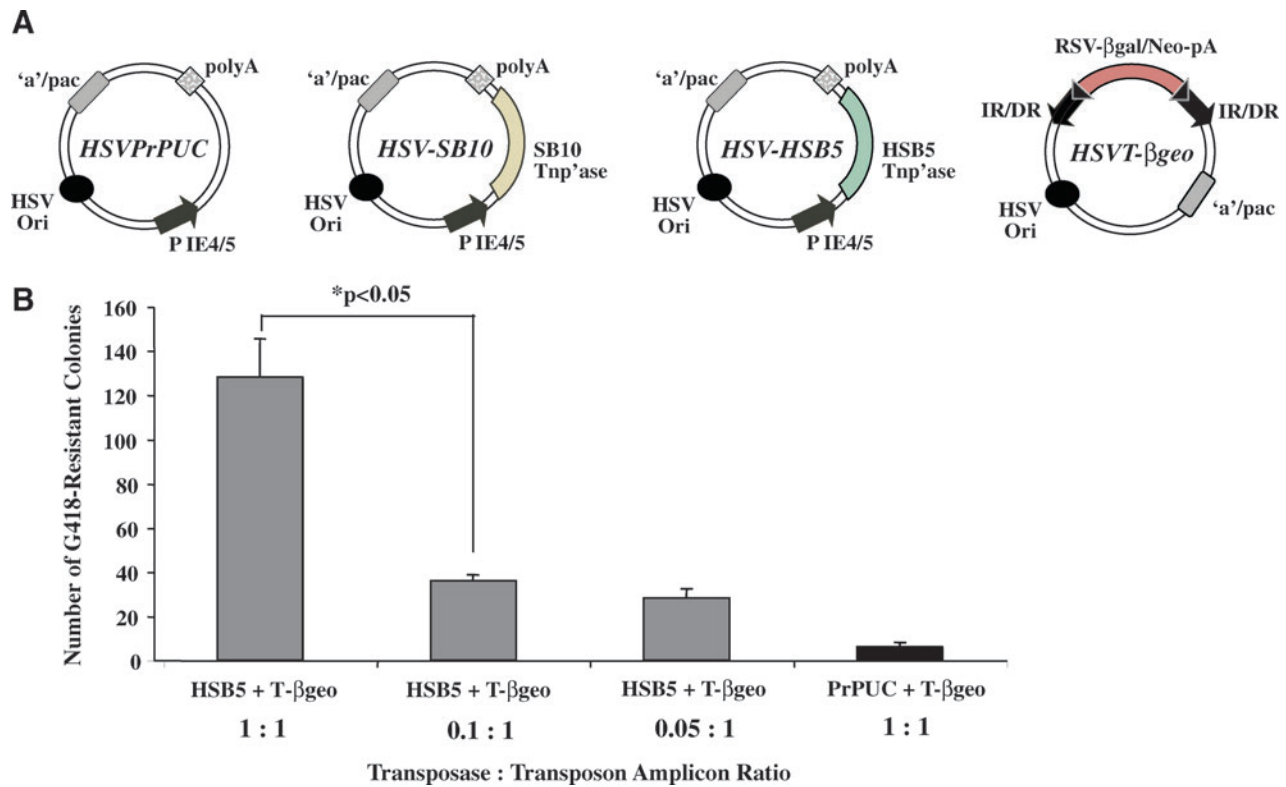 A
'a'/pac
polyA
HSVPrPUC
HSV
Ori
P IE4/5
'a'/pac
polyA
HSV-SB10
SB10
Tnp'ase
HSV
Ori
P IE4/5
'a'/pac
polyA
HSV-HSB5
HSB5
Tnp'ase
HSV
Ori
P IE4/5
RSV-βgal/Neo-pA
IR/DR
IR/DR
HSVT-βgeo
HSV
Ori
'a'/pac
B
*p<0.05
Number of G418-Resistant Colonies
160
140
120
100
80
60
40
20
0
HSB5 + T-βgeo
1 : 1
HSB5 + T-βgeo
0.1 : 1
HSB5 + T-βgeo
0.05 : 1
PrPUC + T-βgeo
1 : 1
Transposase : Transposon Amplicon Ratio